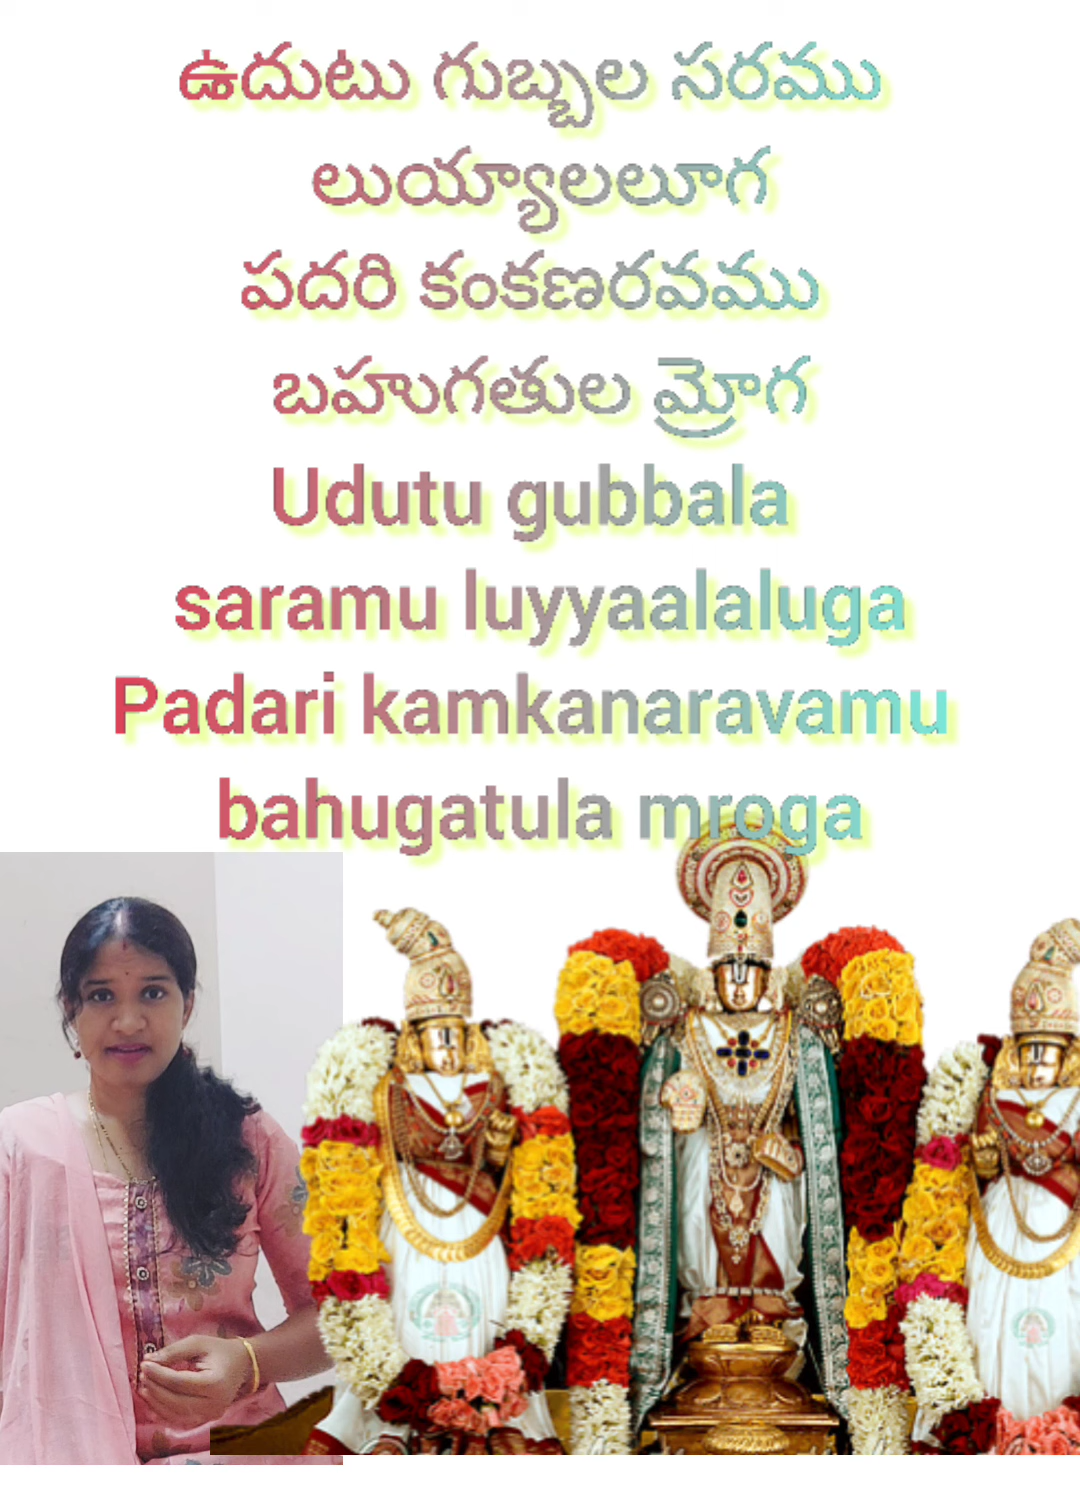 ఉదుటు గుబ్బల సరము
లుయ్యాలలూగ
పదరి కంకణరవము
బహుగతుల మ్రోగ
Udutu gubbala
saramu luyyaalaluga
Padari kamkanaravamu
bahugatula mroga